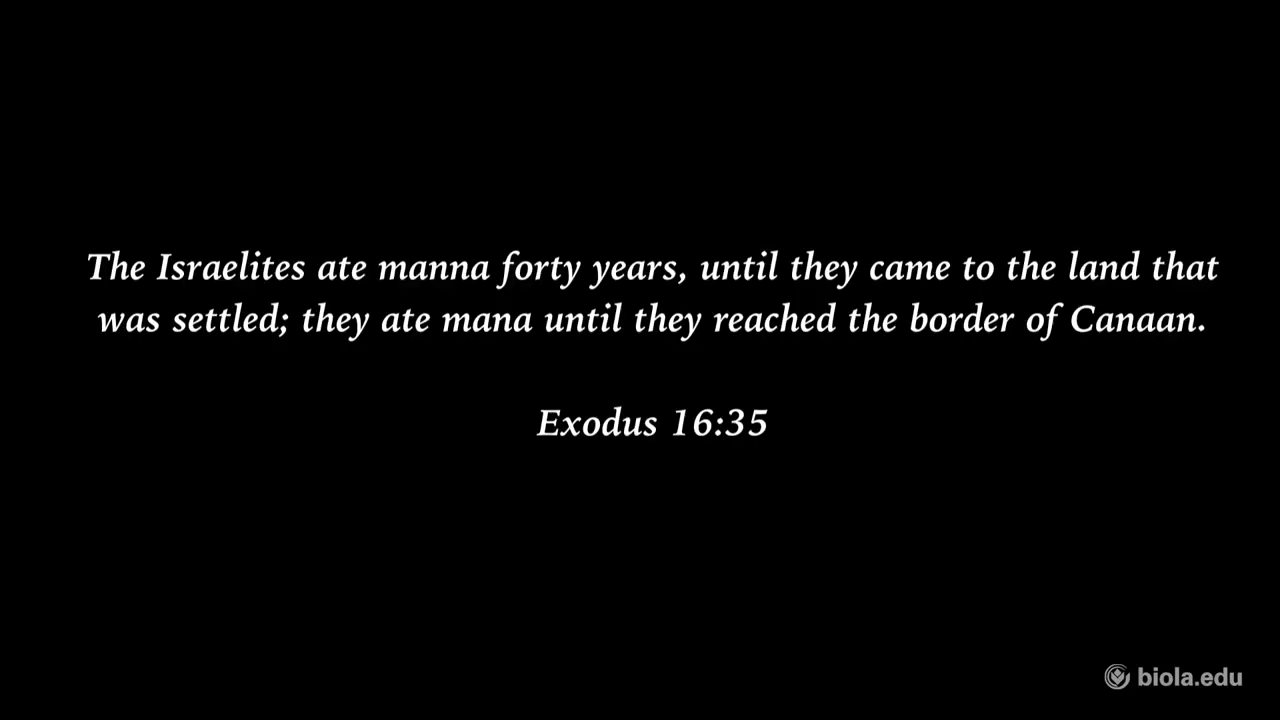 The Israelites ate manna forty years, until they came to the land that
was settled; they ate mana until they reached the border of Canaan.
Exodus 16:35
biola.edu